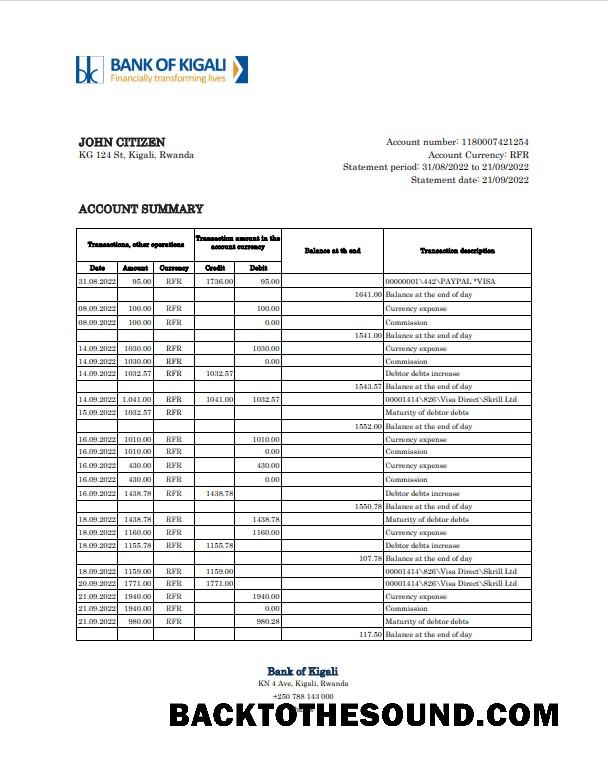 bk BANK OF KIGALI
Financially transforming lives
JOHN CITIZEN
KG 124 St, Kigali, Rwanda
Account number: 1180007421254
Account Currency: RFR
Statement period: 31/08/2022 to 21/09/2022
Statement date: 21/09/2022
ACCOUNT SUMMARY
Transactions, other operations | Transaction amount in the account currency | Balance at th end | Transaction description
Date Amount Currency Credit Debit
31.08.2022 95.00 RFR 1736.00 95.00 00000001\442\PAYPAL *VISA
1641.00 Balance at the end of day
08.09.2022 100.00 RFR 100.00 Currency expense
08.09.2022 100.00 RFR 0.00 Commission
1541.00 Balance at the end of day
14.09.2022 1030.00 RFR 1030.00 Currency expense
14.09.2022 1030.00 RFR 0.00 Commission
14.09.2022 1032.57 RFR 1032.57 Debtor debts increase
1543.57 Balance at the end of day
14.09.2022 1.041.00 RFR 1041.00 1032.57 00001414\826\Visa Direct\Skrill Ltd
15.09.2022 1032.57 RFR Maturity of debtor debts
1552.00 Balance at the end of day
16.09.2022 1010.00 RFR 1010.00 Currency expense
16.09.2022 1010.00 RFR 0.00 Commission
16.09.2022 430.00 RFR 430.00 Currency expense
16.09.2022 430.00 RFR 0.00 Commission
16.09.2022 1438.78 RFR 1438.78 Debtor debts increase
1550.78 Balance at the end of day
18.09.2022 1438.78 RFR 1438.78 Maturity of debtor debts
18.09.2022 1160.00 RFR 1160.00 Currency expense
18.09.2022 1155.78 RFR 1155.78 Debtor debts increase
107.78 Balance at the end of day
18.09.2022 1159.00 RFR 1159.00 00001414\826\Visa Direct\Skrill Ltd
20.09.2022 1771.00 RFR 1771.00 00001414\826\Visa Direct\Skrill Ltd
21.09.2022 1940.00 RFR 1940.00 Currency expense
21.09.2022 1940.00 RFR 0.00 Commission
21.09.2022 980.00 RFR 980.28 Maturity of debtor debts
117.50 Balance at the end of day
Bank of Kigali
KN 4 Ave, Kigali, Rwanda
+250 788 143 000
BACKTOTHESOUND.COM